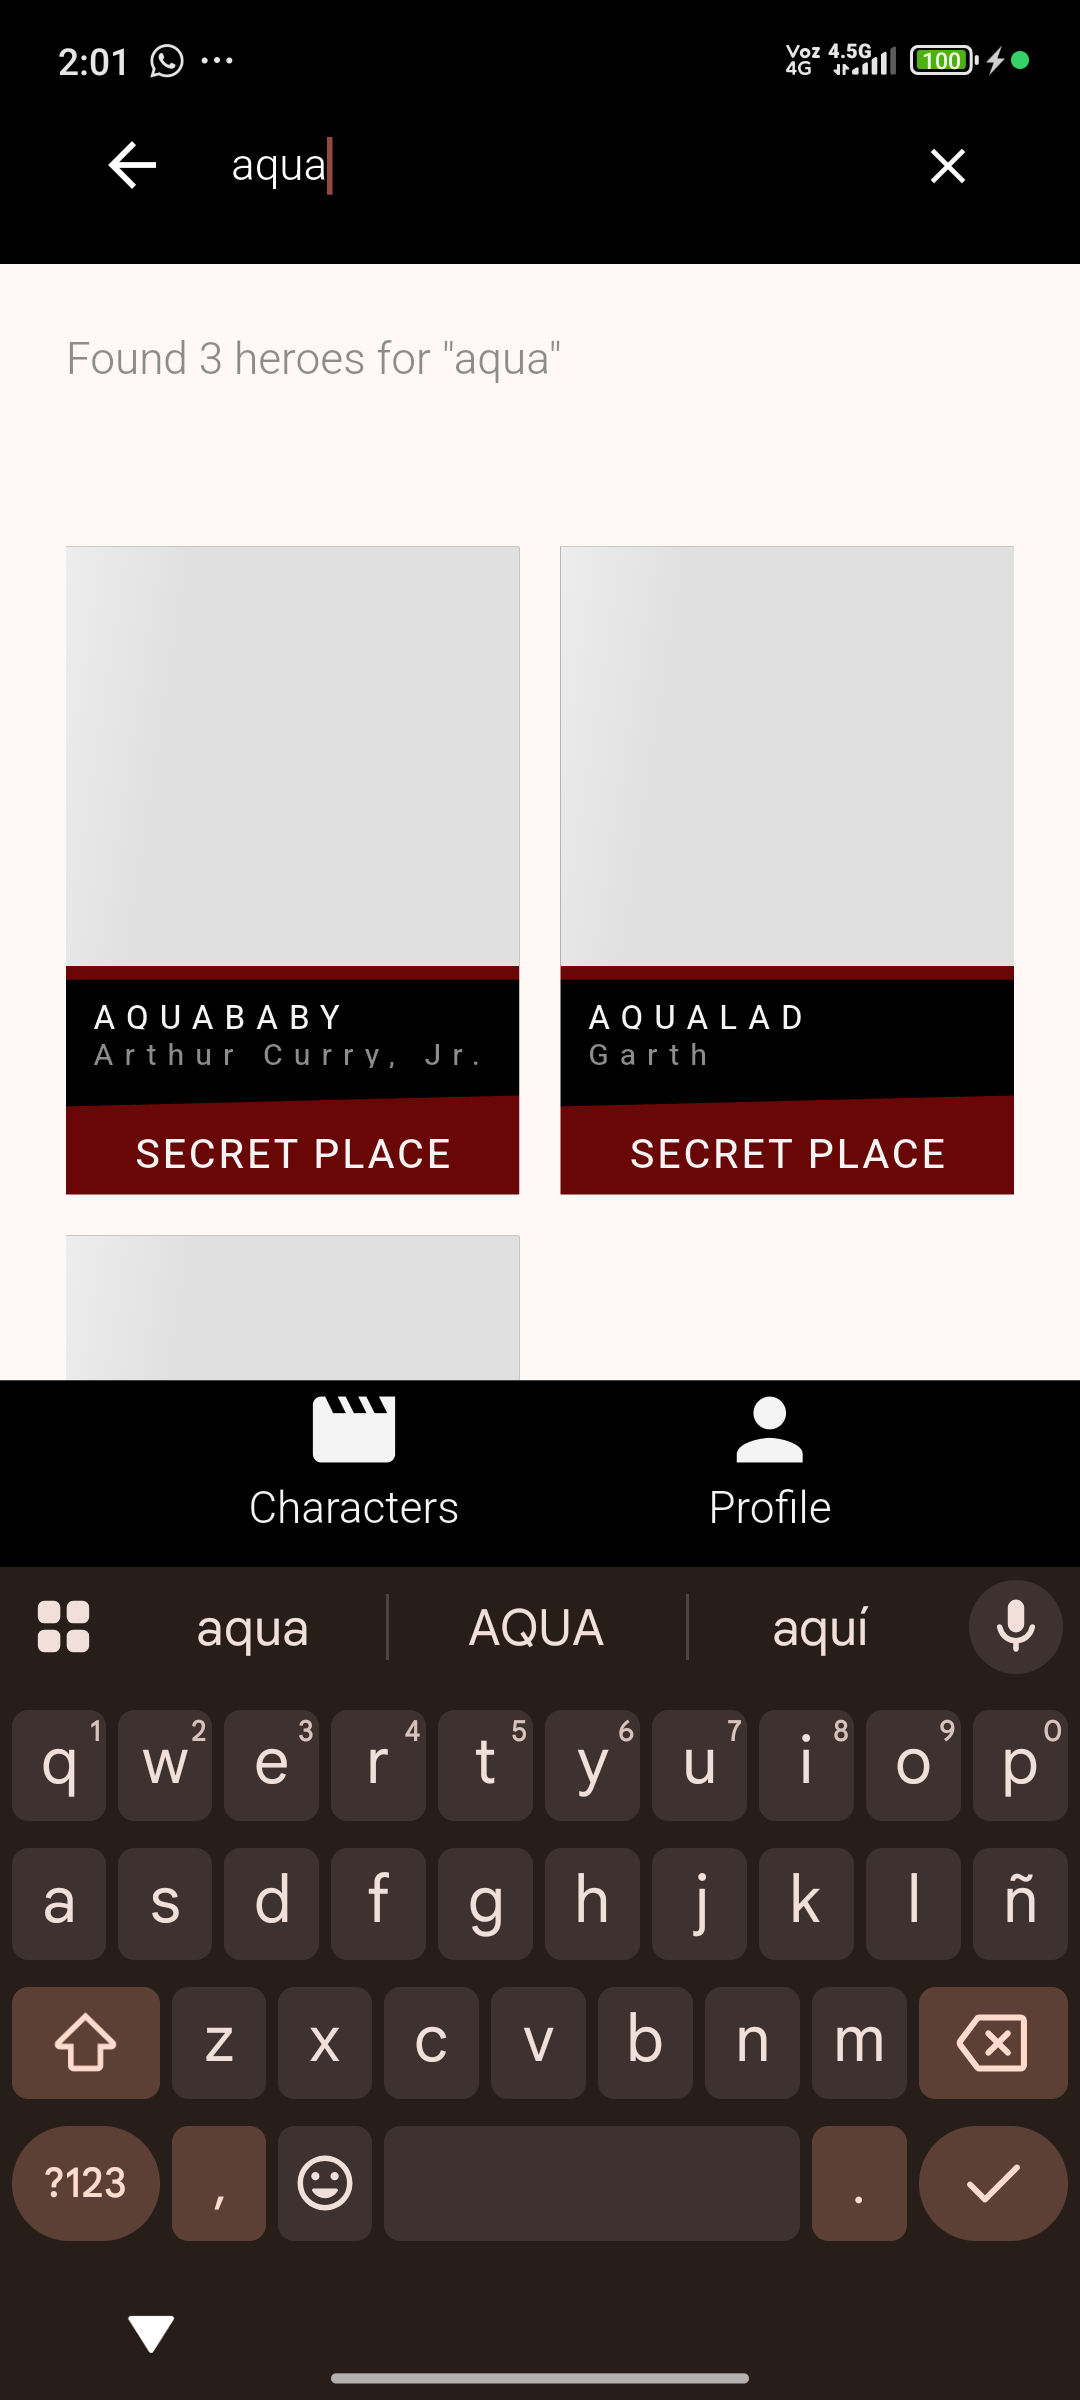 2:01 ... Voz 4G 4.5G 100
aqua
Found 3 heroes for "aqua"
AQUABABY
Arthur Curry, Jr.
SECRET PLACE
AQUALAD
Garth
SECRET PLACE
Characters Profile
aqua AQUA aquí
q 1 w 2 e 3 r 4 t 5 y 6 u 7 i 8 o 9 p 0
a s d f g h j k l ñ
z x c v b n m
?123 , .